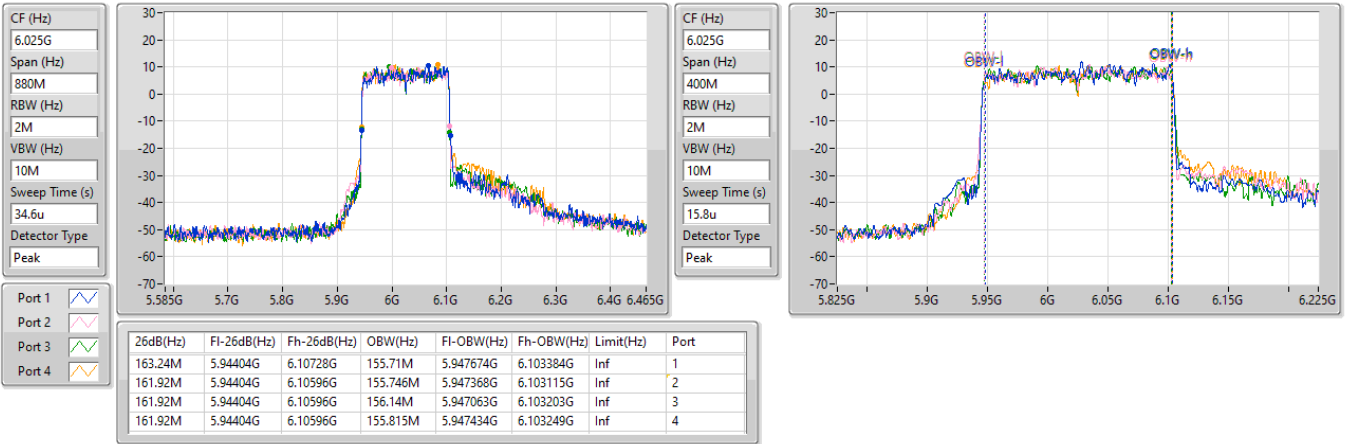 CF (Hz)
6.025G
Span (Hz)
880M
RBW (Hz)
2M
VBW (Hz)
10M
Sweep Time (s)
34.6u
Detector Type
Peak
30
20
10
0
-10
-20
-30
-40
-50
-60
-70
5.585G 5.7G 5.8G 5.9G 6G 6.1G 6.2G 6.3G 6.4G 6.465G
CF (Hz)
6.025G
Span (Hz)
400M
RBW (Hz)
2M
VBW (Hz)
10M
Sweep Time (s)
15.8u
Detector Type
Peak
30
20
10
0
-10
-20
-30
-40
-50
-60
-70
OBW-l OBW-h
5.825G 5.9G 5.95G 6G 6.05G 6.1G 6.15G 6.225G
Port 1
Port 2
Port 3
Port 4
26dB(Hz) Fl-26dB(Hz) Fh-26dB(Hz) OBW(Hz) Fl-OBW(Hz) Fh-OBW(Hz) Limit(Hz) Port
163.24M 5.94404G 6.10728G 155.71M 5.947674G 6.103384G Inf 1
161.92M 5.94404G 6.10596G 155.746M 5.947368G 6.103115G Inf 2
161.92M 5.94404G 6.10596G 156.14M 5.947063G 6.103203G Inf 3
161.92M 5.94404G 6.10596G 155.815M 5.947434G 6.103249G Inf 4